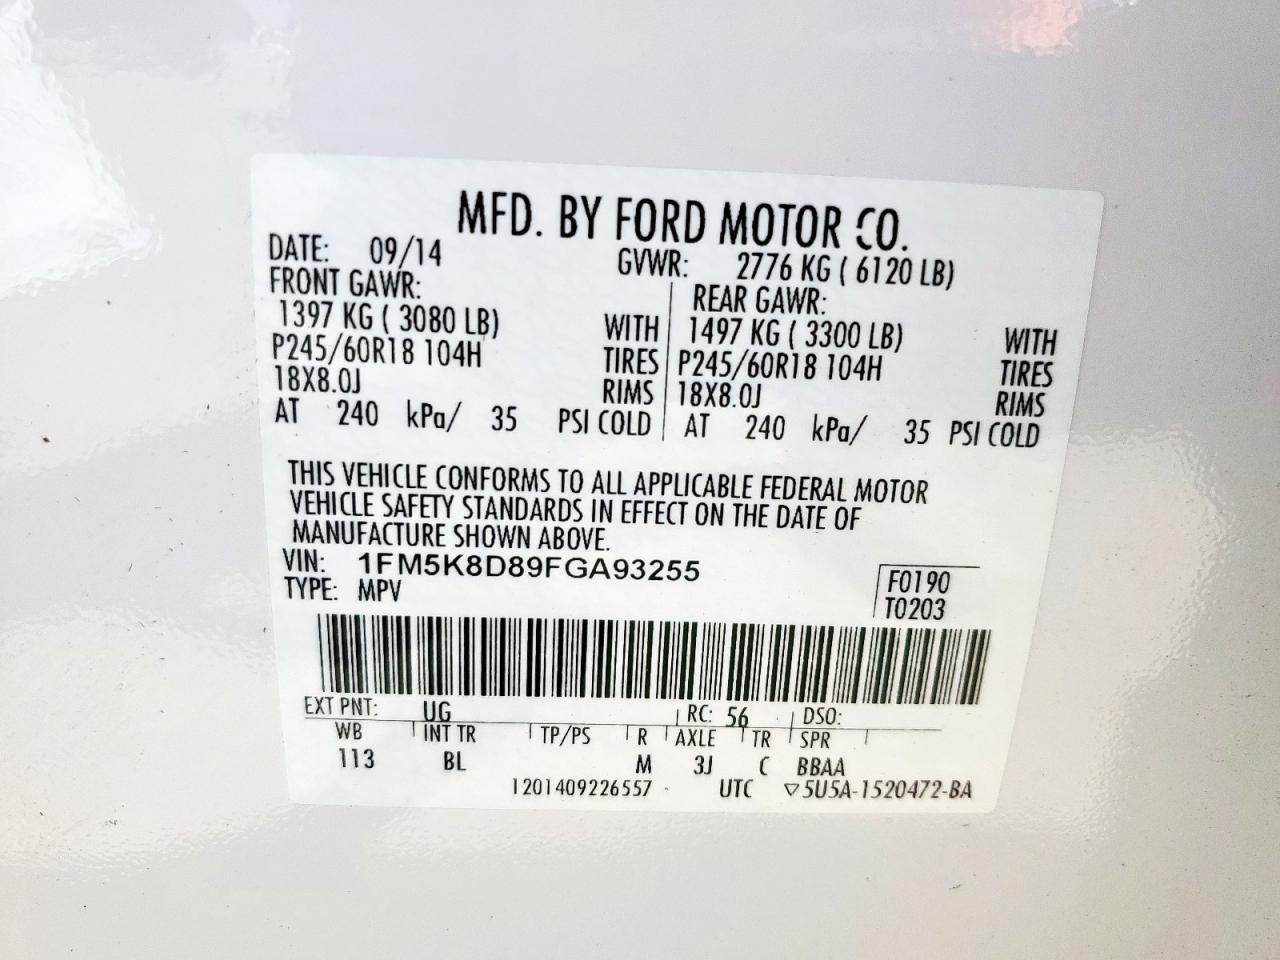 MFD. BY FORD MOTOR CO.
DATE: 09/14 GVWR: 2776 KG ( 6120 LB)
FRONT GAWR: REAR GAWR:
1397 KG ( 3080 LB) WITH 1497 KG ( 3300 LB) WITH
P245/60R18 104H TIRES P245/60R18 104H TIRES
18X8.0J RIMS 18X8.0J RIMS
AT 240 kPa/ 35 PSI COLD AT 240 kPa/ 35 PSI COLD
THIS VEHICLE CONFORMS TO ALL APPLICABLE FEDERAL MOTOR
VEHICLE SAFETY STANDARDS IN EFFECT ON THE DATE OF
MANUFACTURE SHOWN ABOVE.
VIN: 1FM5K8D89FGA93255
TYPE: MPV
F0190
T0203
EXT PNT: UG RC: 56 DSO:
WB INT TR TP/PS R AXLE TR SPR
113 BL M 3J C BBAA
1201409226557 UTC ▽5U5A-1520472-BA